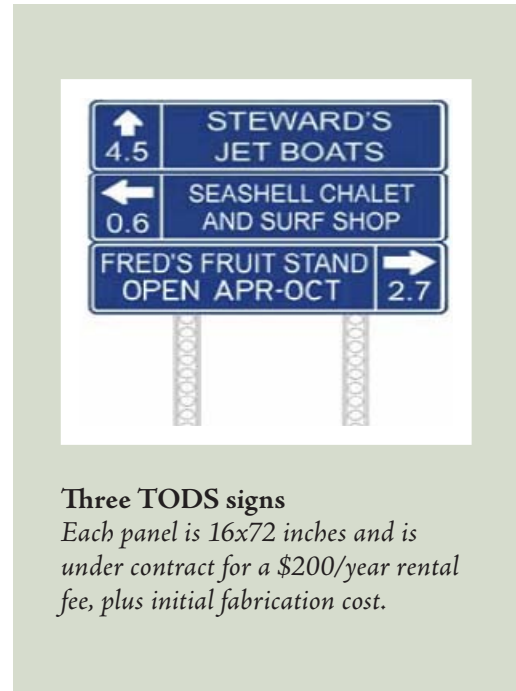 4.5
STEWARD'S
JET BOATS
0.6
SEASHELL CHALET
AND SURF SHOP
FRED'S FRUIT STAND
OPEN APR-OCT
2.7
Three TODS signs
Each panel is 16x72 inches and is
under contract for a $200/year rental
fee, plus initial fabrication cost.